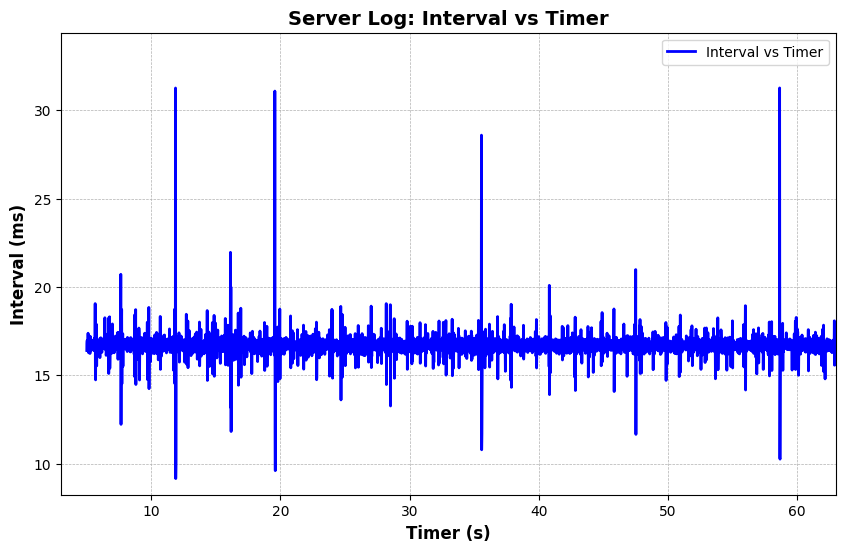 Server Log: Interval vs Timer
Interval vs Timer
Interval (ms)
30
25
20
15
10
10 20 30 40 50 60
Timer (s)